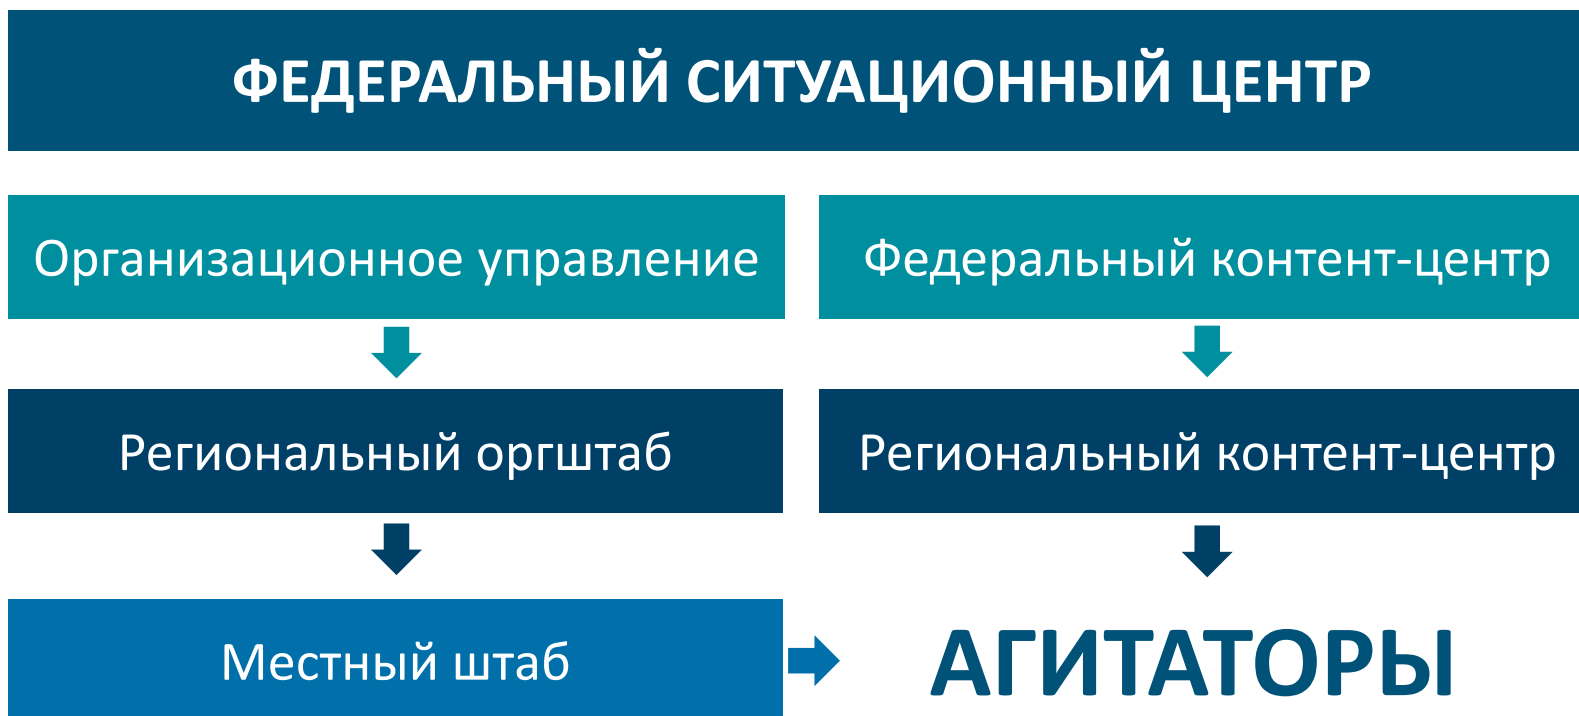 ФЕДЕРАЛЬНЫЙ СИТУАЦИОННЫЙ ЦЕНТР
Организационное управление
Федеральный контент-центр
Региональный оргштаб
Региональный контент-центр
Местный штаб
АГИТАТОРЫ